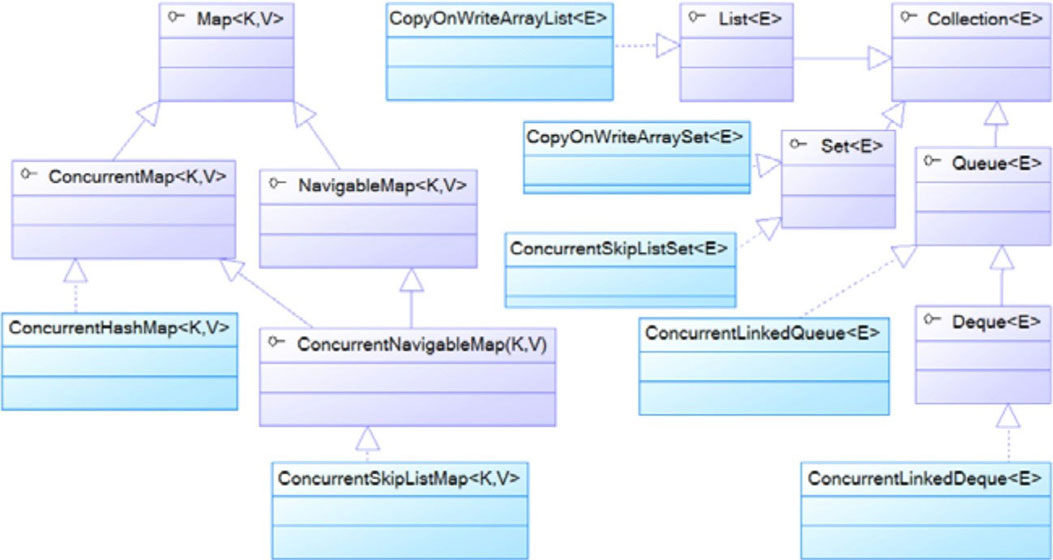 Map<K,V>
CopyOnWriteArrayList<E>
List<E>
Collection<E>
CopyOnWriteArraySet<E>
Set<E>
Queue<E>
ConcurrentMap<K,V>
NavigableMap<K,V>
ConcurrentSkipListSet<E>
ConcurrentHashMap<K,V>
ConcurrentNavigableMap(K,V)
ConcurrentLinkedQueue<E>
Deque<E>
ConcurrentSkipListMap<K,V>
ConcurrentLinkedDeque<E>